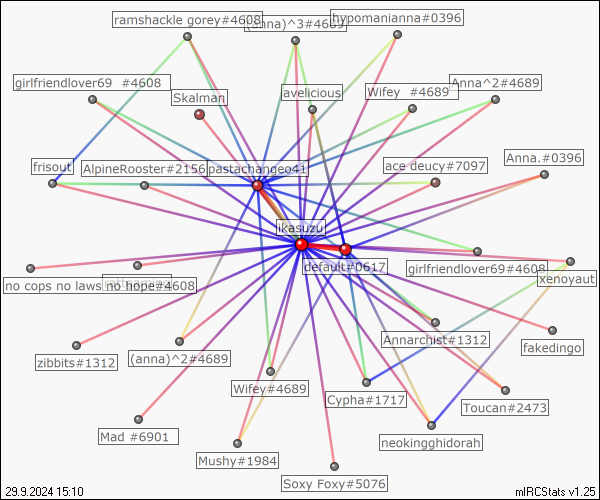 ramshackle gorey#4608
(anna)^3#4689
hypomanianna#0396
girlfriendlover69 #4608
Skalman
avelicious
Wifey #4689
Anna^2#4689
frisout
AlpineRooster#2156
pastachangeo41
ace deucy#7097
Anna.#0396
ikasuzu
default#0617
girlfriendlover69#4608
xenoyaut
no cops no laws no hope#4608
zibbits#1312
(anna)^2#4689
Annarchist#1312
fakedingo
Wifey#4689
Cypha#1717
Toucan#2473
Mad #6901
Mushy#1984
neokingghidorah
Soxy Foxy#5076
29.9.2024 15:10
mIRCStats v1.25